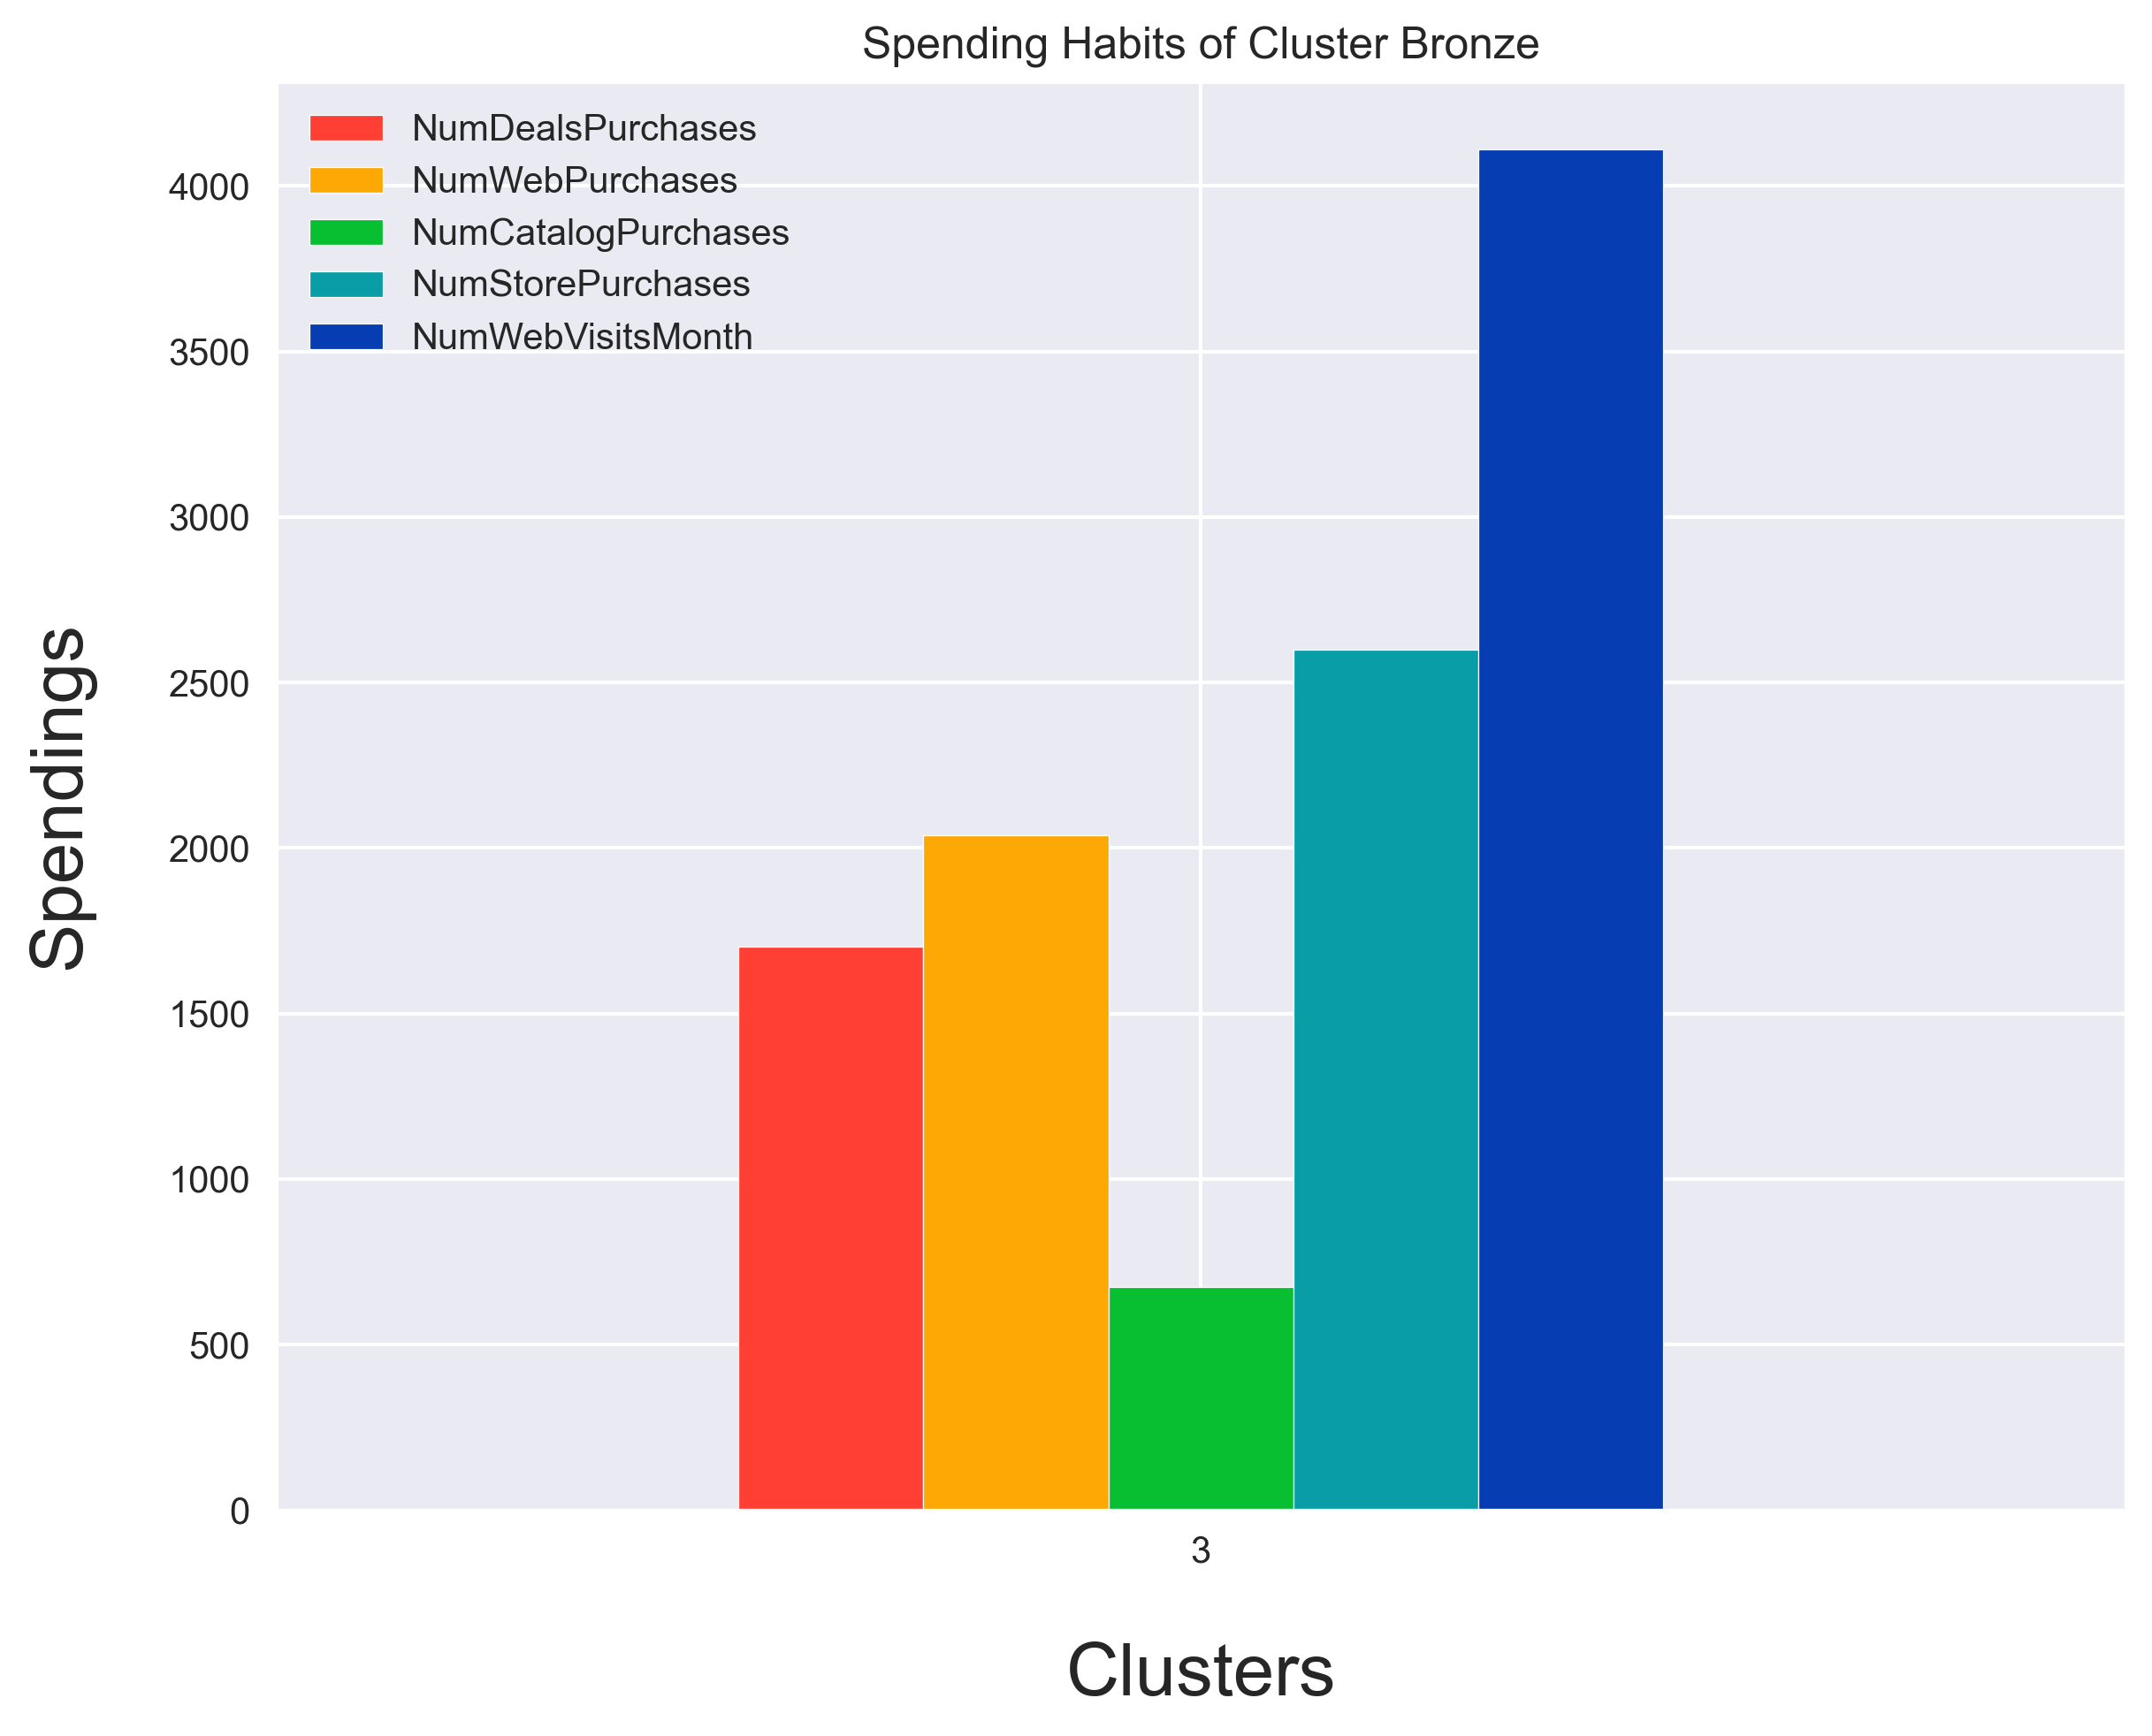 Spending Habits of Cluster Bronze
NumDealsPurchases
NumWebPurchases
NumCatalogPurchases
NumStorePurchases
NumWebVisitsMonth
4000
3500
3000
2500
2000
1500
1000
500
0
Spendings
3
Clusters